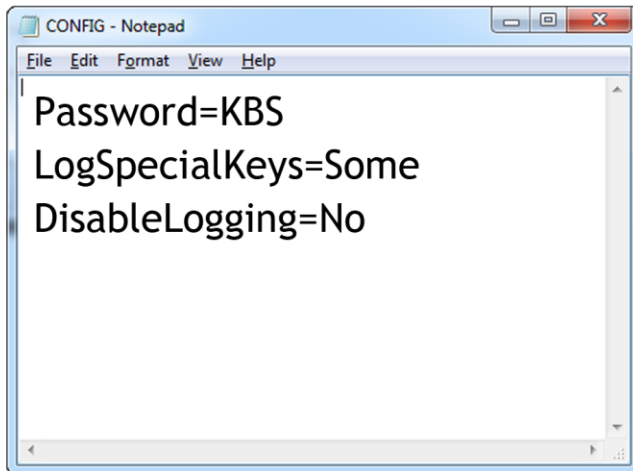 CONFIG - Notepad
File Edit Format View Help
Password=KBS
LogSpecialKeys=Some
DisableLogging=No